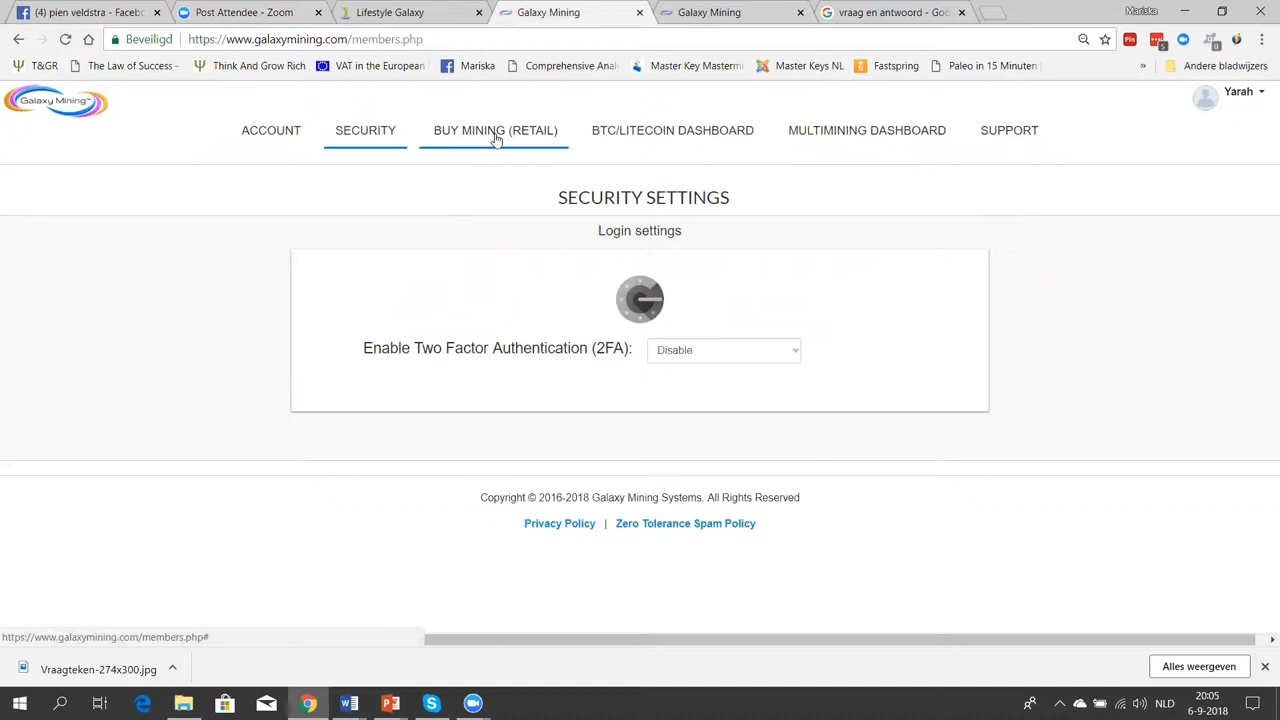 (4) pien veldstra - Faceb
Post Attendee - Zoom
Lifestyle Galaxy
Galaxy Mining
Galaxy Mining
vraag en antwoord - Goo
Mariska
Beveiligd
https://www.galaxymining.com/members.php
T&GR
The Law of Success -
Think And Grow Rich
VAT in the European
Mariska
Comprehensive Anal
Master Key Mastermi
Master Keys NL
Fastspring
Paleo in 15 Minuten
»
Andere bladwijzers
Galaxy Mining™
Yarah
ACCOUNT
SECURITY
BUY MINING (RETAIL)
BTC/LITECOIN DASHBOARD
MULTIMINING DASHBOARD
SUPPORT
SECURITY SETTINGS
Login settings
Enable Two Factor Authentication (2FA):
Disable
Copyright © 2016-2018 Galaxy Mining Systems. All Rights Reserved
Privacy Policy | Zero Tolerance Spam Policy
https://www.galaxymining.com/members.php#
Vraagteken-274x300.jpg
Alles weergeven
NLD
20:05
6-9-2018